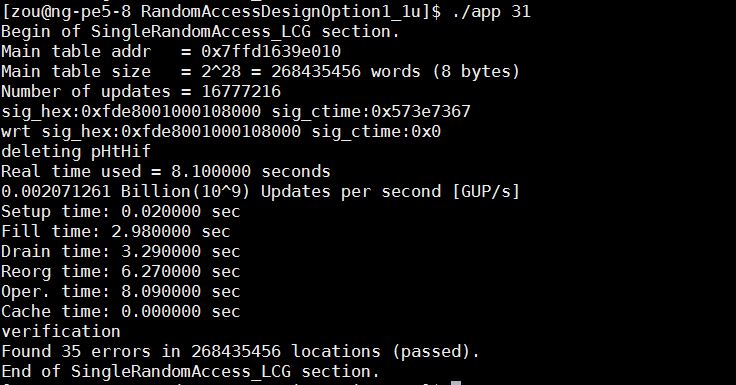 [zou@ng-pe5-8 RandomAccessDesignOption1_1u]$ ./app 31
Begin of SingleRandomAccess_LCG section.
Main table addr   = 0x7ffd1639e010
Main table size   = 2^28 = 268435456 words (8 bytes)
Number of updates = 16777216
sig_hex:0xfde8001000108000 sig_ctime:0x573e7367
wrt sig_hex:0xfde8001000108000 sig_ctime:0x0
deleting pHtHif
Real time used = 8.100000 seconds
0.002071261 Billion(10^9) Updates per second [GUP/s]
Setup time: 0.020000 sec
Fill time: 2.980000 sec
Drain time: 3.290000 sec
Reorg time: 6.270000 sec
Oper. time: 8.090000 sec
Cache time: 0.000000 sec
verification
Found 35 errors in 268435456 locations (passed).
End of SingleRandomAccess_LCG section.